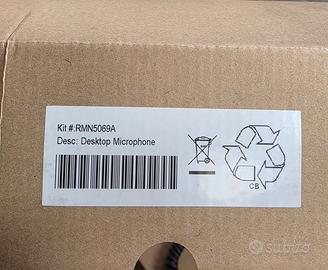 Kit #:RMN5069A
Desc: Desktop Microphone
CB
subito